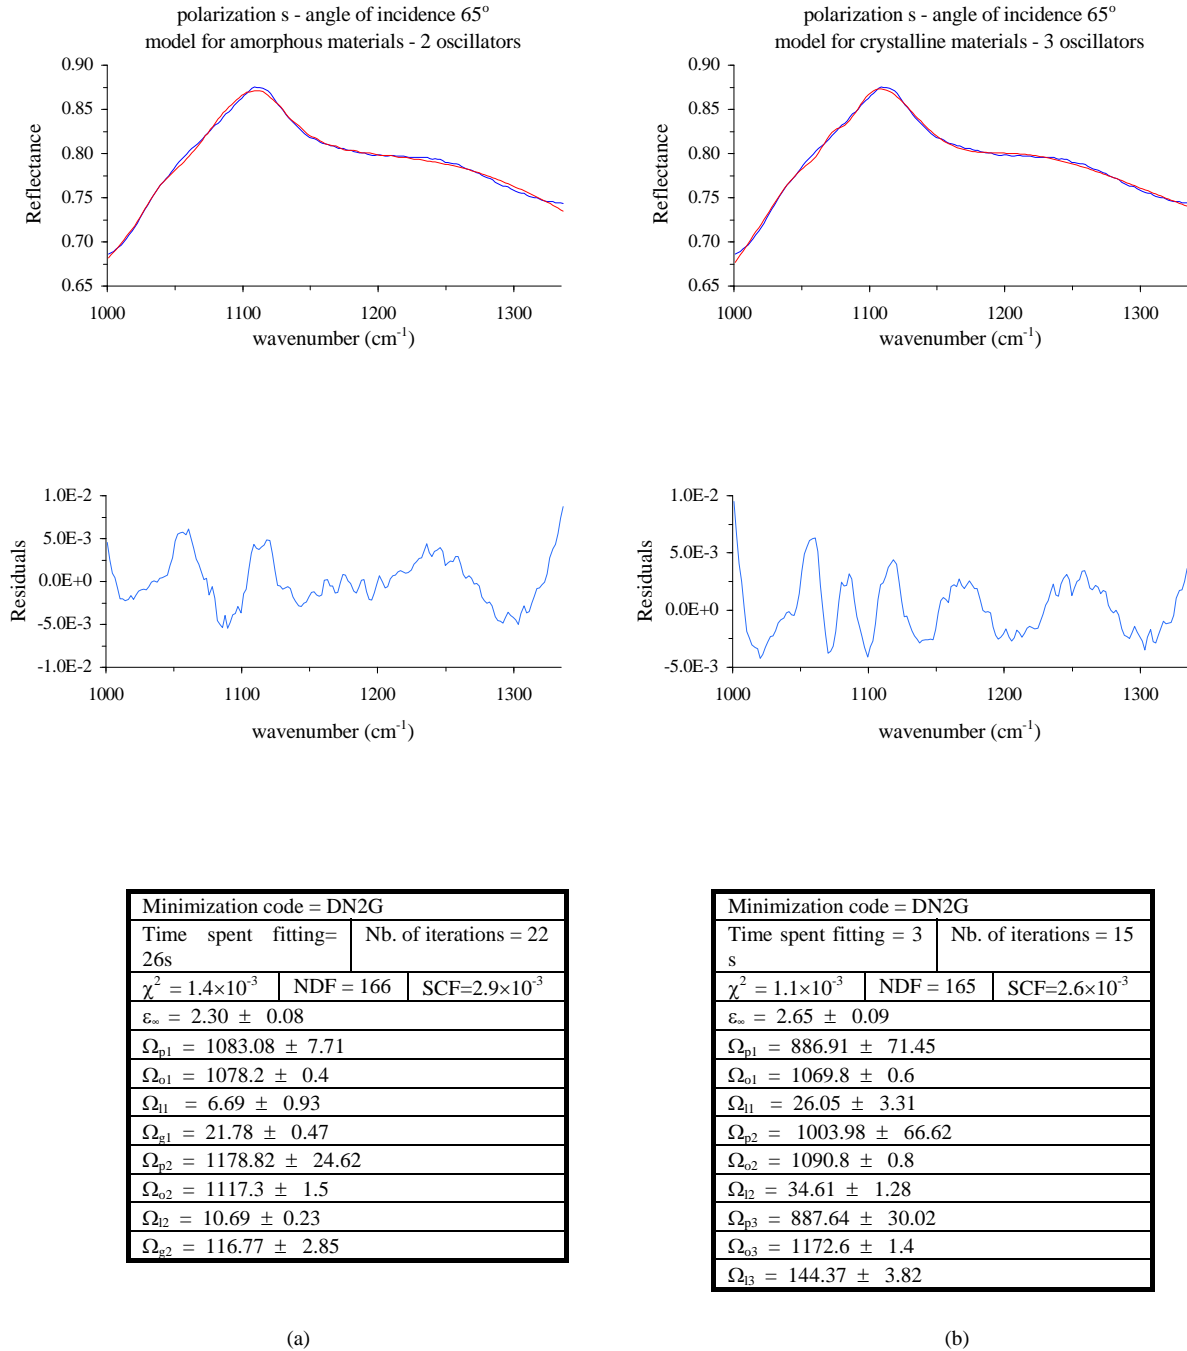 polarization s - angle of incidence 65°
model for amorphous materials - 2 oscillators
0.90
0.85
0.80
0.75
0.70
0.65
Reflectance
1000 1100 1200 1300
wavenumber (cm⁻¹)
polarization s - angle of incidence 65°
model for crystalline materials - 3 oscillators
0.90
0.85
0.80
0.75
0.70
0.65
Reflectance
1000 1100 1200 1300
wavenumber (cm⁻¹)
1.0E-2
5.0E-3
0.0E+0
-5.0E-3
-1.0E-2
Residuals
1000 1100 1200 1300
wavenumber (cm⁻¹)
1.0E-2
5.0E-3
0.0E+0
-5.0E-3
Residuals
1000 1100 1200 1300
wavenumber (cm⁻¹)
Minimization code = DN2G
Time spent fitting= Nb. of iterations = 22
26s
χ² = 1.4×10⁻³ NDF = 166 SCF=2.9×10⁻³
ε∞ = 2.30 ± 0.08
Ωp1 = 1083.08 ± 7.71
Ωo1 = 1078.2 ± 0.4
Ωl1 = 6.69 ± 0.93
Ωg1 = 21.78 ± 0.47
Ωp2 = 1178.82 ± 24.62
Ωo2 = 1117.3 ± 1.5
Ωl2 = 10.69 ± 0.23
Ωg2 = 116.77 ± 2.85
(a)
Minimization code = DN2G
Time spent fitting = 3 Nb. of iterations = 15
s
χ² = 1.1×10⁻³ NDF = 165 SCF=2.6×10⁻³
ε∞ = 2.65 ± 0.09
Ωp1 = 886.91 ± 71.45
Ωo1 = 1069.8 ± 0.6
Ωl1 = 26.05 ± 3.31
Ωp2 = 1003.98 ± 66.62
Ωo2 = 1090.8 ± 0.8
Ωl2 = 34.61 ± 1.28
Ωp3 = 887.64 ± 30.02
Ωo3 = 1172.6 ± 1.4
Ωl3 = 144.37 ± 3.82
(b)